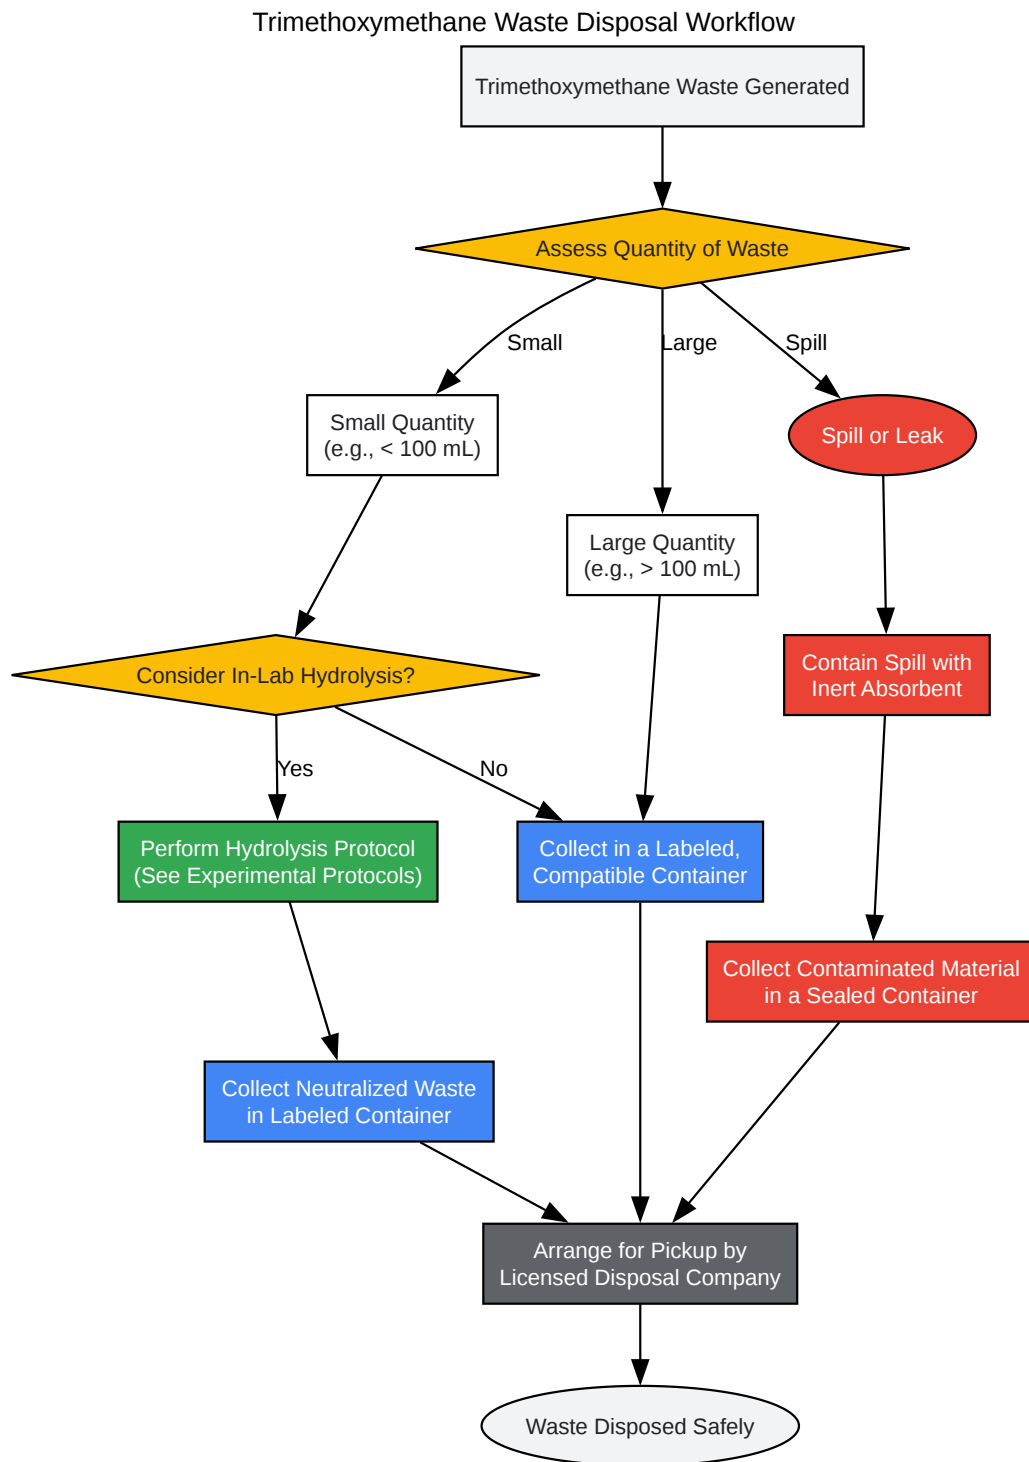 Trimethoxymethane Waste Disposal Workflow
Trimethoxymethane Waste Generated
Assess Quantity of Waste
Small
Large
Spill
Small Quantity
(e.g., < 100 mL)
Spill or Leak
Large Quantity
(e.g., > 100 mL)
Consider In-Lab Hydrolysis?
Contain Spill with
Inert Absorbent
Yes
No
Perform Hydrolysis Protocol
(See Experimental Protocols)
Collect in a Labeled,
Compatible Container
Collect Contaminated Material
in a Sealed Container
Collect Neutralized Waste
in Labeled Container
Arrange for Pickup by
Licensed Disposal Company
Waste Disposed Safely